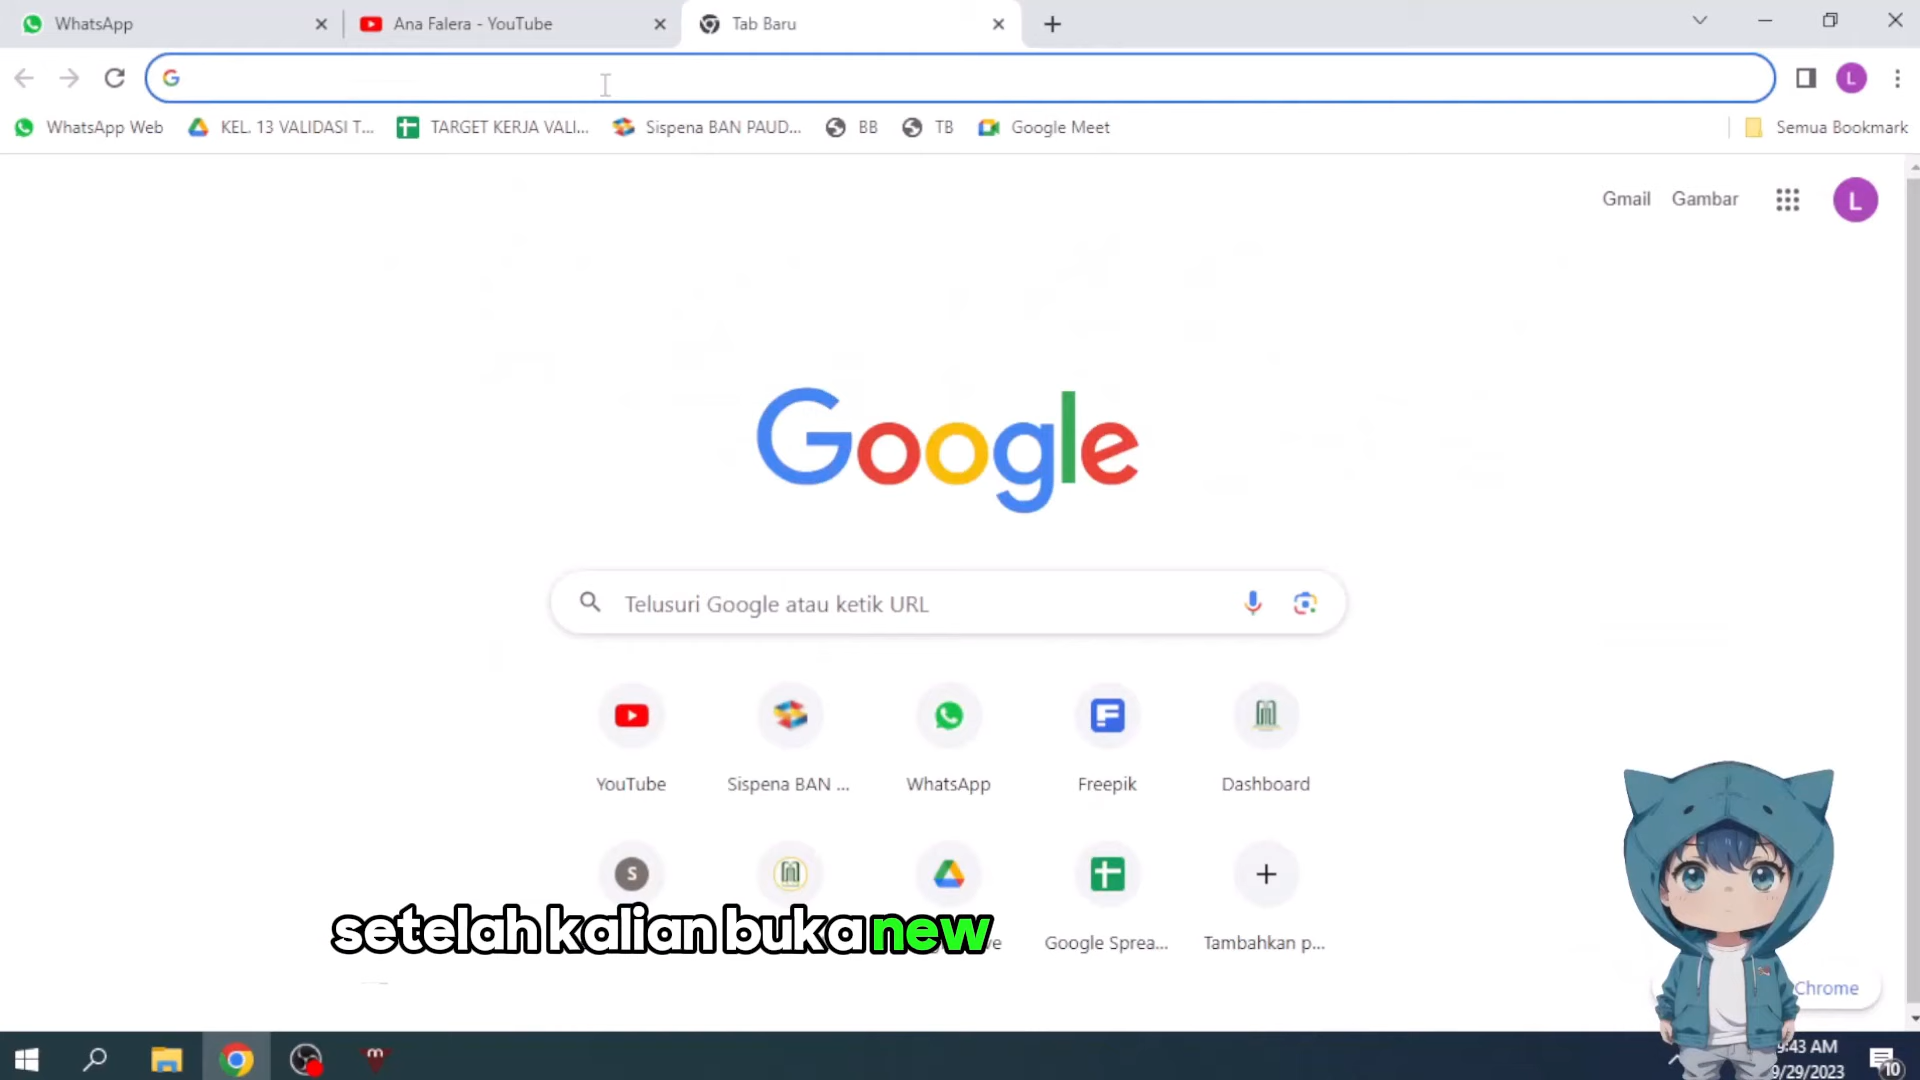 WhatsApp
Ana Falera - YouTube
Tab Baru
L
WhatsApp Web
KEL. 13 VALIDASI T...
TARGET KERJA VALI...
Sispena BAN PAUD...
BB
TB
Google Meet
Semua Bookmark
Gmail
Gambar
L
Google
Telusuri Google atau ketik URL
YouTube
Sispena BAN ...
WhatsApp
Freepik
Dashboard
S
setelah kalian buka new
Google Sprea...
Tambahkan p...
Chrome
9:43 AM
9/29/2023
10